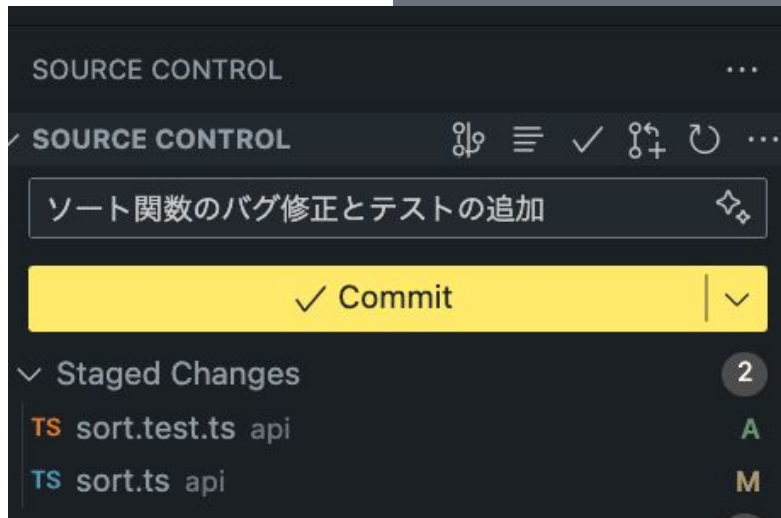 SOURCE CONTROL
SOURCE CONTROL
ソート関数のバグ修正とテストの追加
Commit
Staged Changes 2
TS sort.test.ts api A
TS sort.ts api M